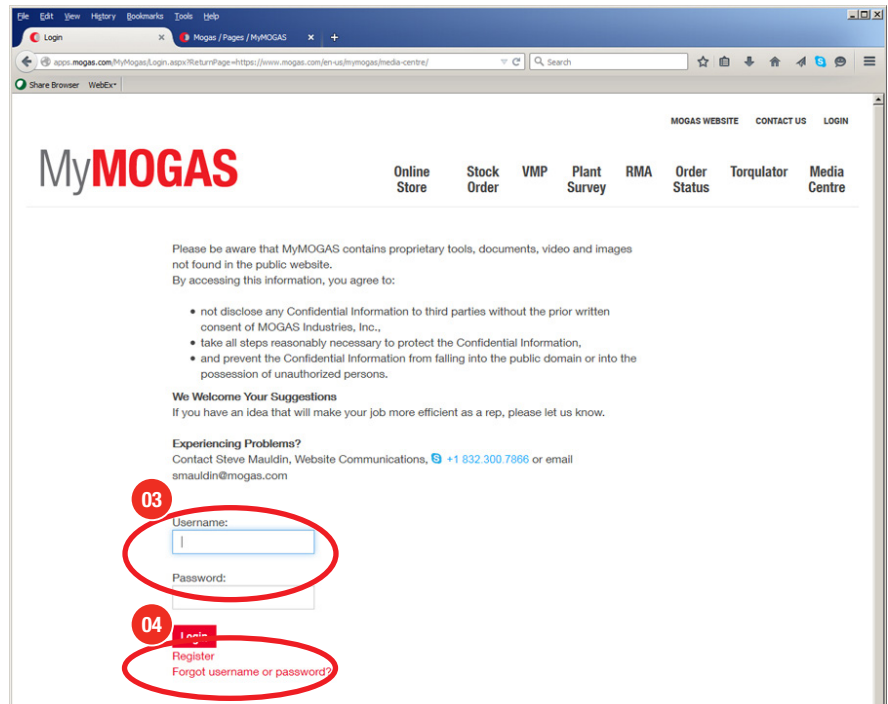 File Edit View History Bookmarks Tools Help
Login × Mogas / Pages / MyMOGAS × +
apps.mogas.com/MyMogas/Login.aspx?ReturnPage=https://www.mogas.com/en-us/mymogas/media-centre/ Search
Share Browser WebEx
MOGAS WEBSITE CONTACT US LOGIN
MyMOGAS
Online Store Stock Order VMP Plant Survey RMA Order Status Torqulator Media Centre
Please be aware that MyMOGAS contains proprietary tools, documents, video and images
not found in the public website.
By accessing this information, you agree to:
• not disclose any Confidential Information to third parties without the prior written
consent of MOGAS Industries, Inc.,
• take all steps reasonably necessary to protect the Confidential Information,
• and prevent the Confidential Information from falling into the public domain or into the
possession of unauthorized persons.
We Welcome Your Suggestions
If you have an idea that will make your job more efficient as a rep, please let us know.
Experiencing Problems?
Contact Steve Mauldin, Website Communications, +1 832.300.7866 or email
smauldin@mogas.com
03
Username:
Password:
04
Login
Register
Forgot username or password?